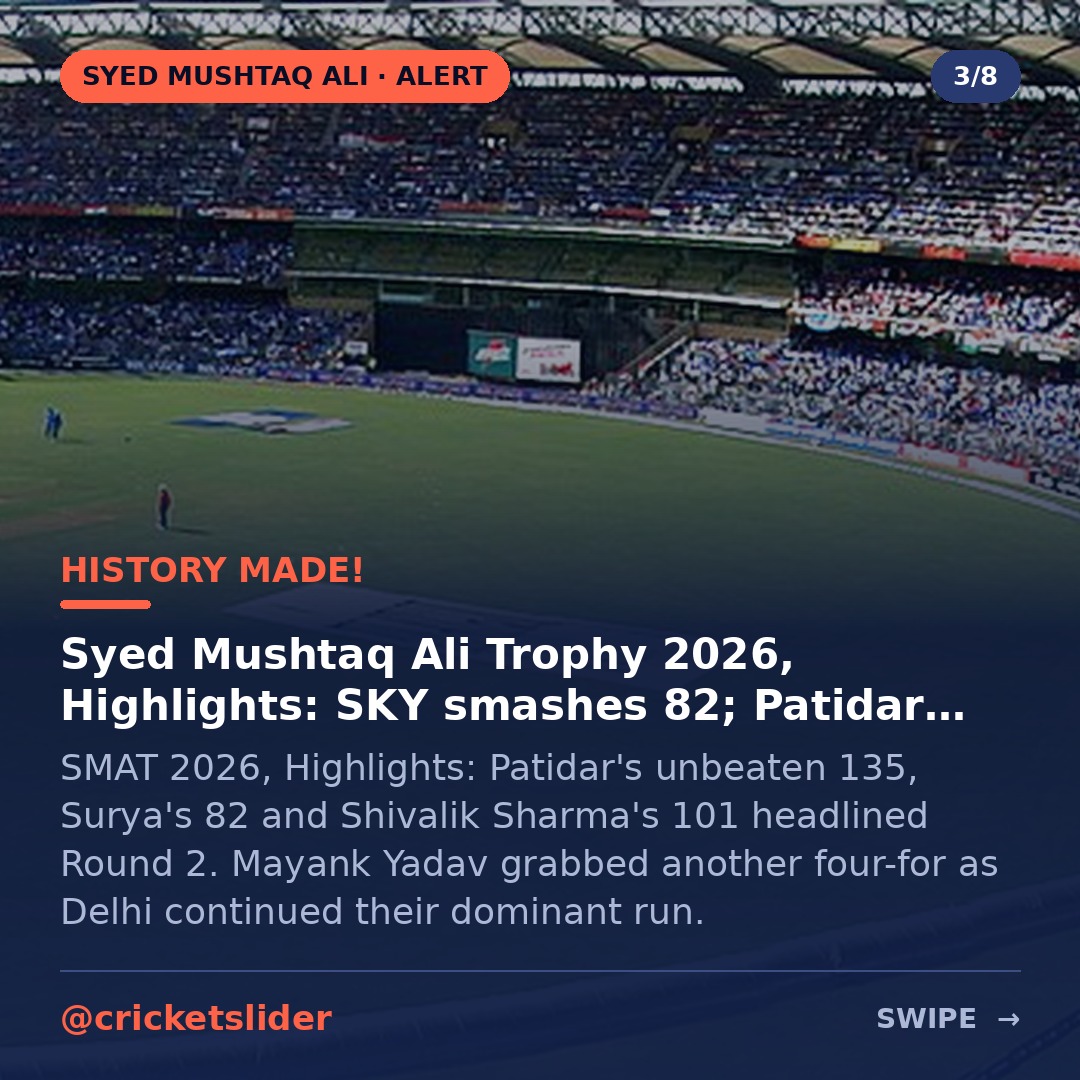 SYED MUSHTAQ ALI · ALERT
3/8
HISTORY MADE!
Syed Mushtaq Ali Trophy 2026,
Highlights: SKY smashes 82; Patidar…
SMAT 2026, Highlights: Patidar's unbeaten 135,
Surya's 82 and Shivalik Sharma's 101 headlined
Round 2. Mayank Yadav grabbed another four-for as
Delhi continued their dominant run.
@cricketslider
SWIPE →